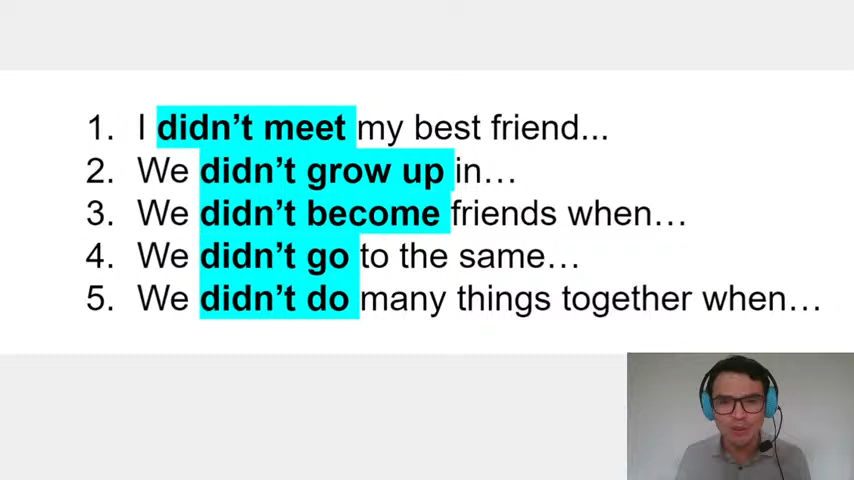 1. I didn't meet my best friend...
2. We didn't grow up in…
3. We didn't become friends when…
4. We didn't go to the same…
5. We didn't do many things together when…